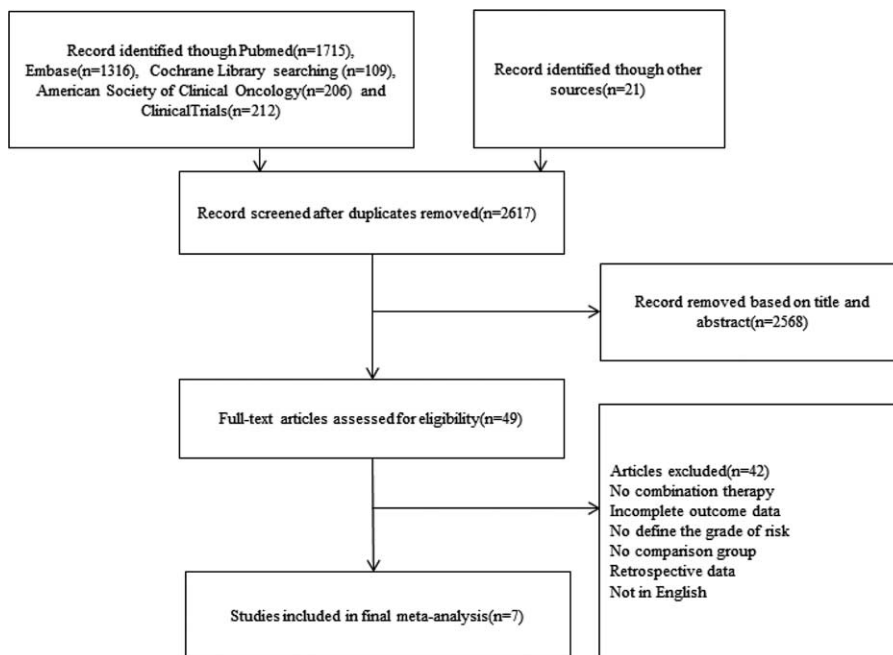 Record identified though Pubmed(n=1715),
Embase(n=1316), Cochrane Library searching (n=109),
American Society of Clinical Oncology(n=206) and
ClinicalTrials(n=212)
Record identified though other
sources(n=21)
Record screened after duplicates removed(n=2617)
Record removed based on title and
abstract(n=2568)
Full-text articles assessed for eligibility(n=49)
Articles excluded(n=42)
No combination therapy
Incomplete outcome data
No define the grade of risk
No comparison group
Retrospective data
Not in English
Studies included in final meta-analysis(n=7)